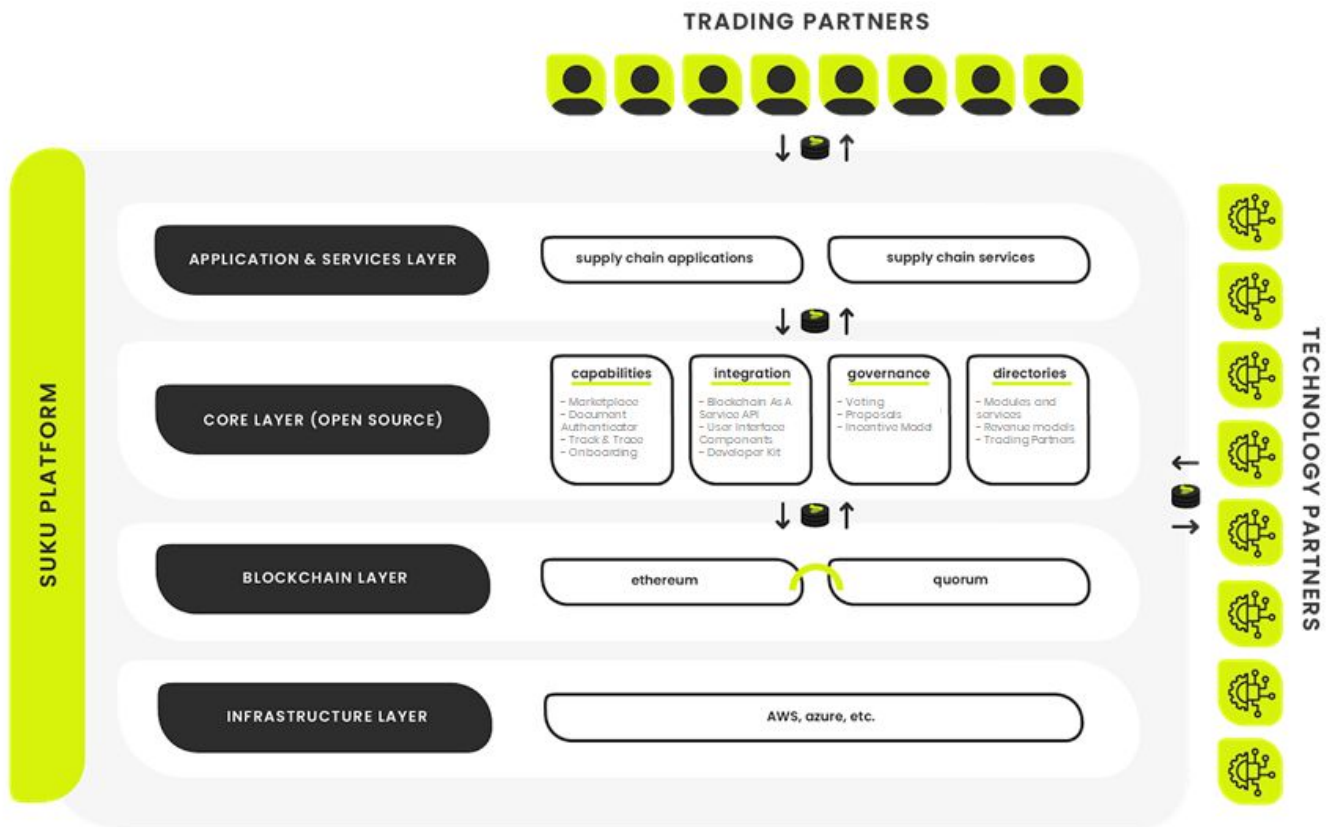 TRADING PARTNERS
SUKU PLATFORM
APPLICATION & SERVICES LAYER
supply chain applications
supply chain services
CORE LAYER (OPEN SOURCE)
capabilities
- Marketplace
- Document
Authenticator
- Track & Trace
- Onboarding
integration
- Blockchain As A
Service API
- User Interface
Components
- Developer Kit
governance
- Voting
- Proposals
- Incentive Model
directories
- Modules and
services
- Revenue models
- Trading Partners
BLOCKCHAIN LAYER
ethereum
quorum
INFRASTRUCTURE LAYER
AWS, azure, etc.
TECHNOLOGY PARTNERS